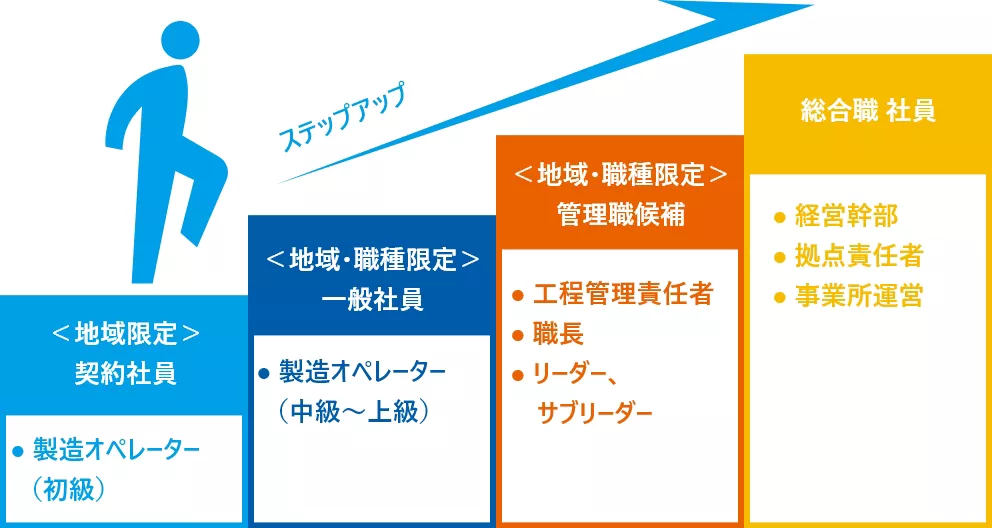 ステップアップ
＜地域限定＞
契約社員
● 製造オペレーター
（初級）
＜地域・職種限定＞
一般社員
● 製造オペレーター
（中級～上級）
＜地域・職種限定＞
管理職候補
● 工程管理責任者
● 職長
● リーダー、
サブリーダー
総合職 社員
● 経営幹部
● 拠点責任者
● 事業所運営